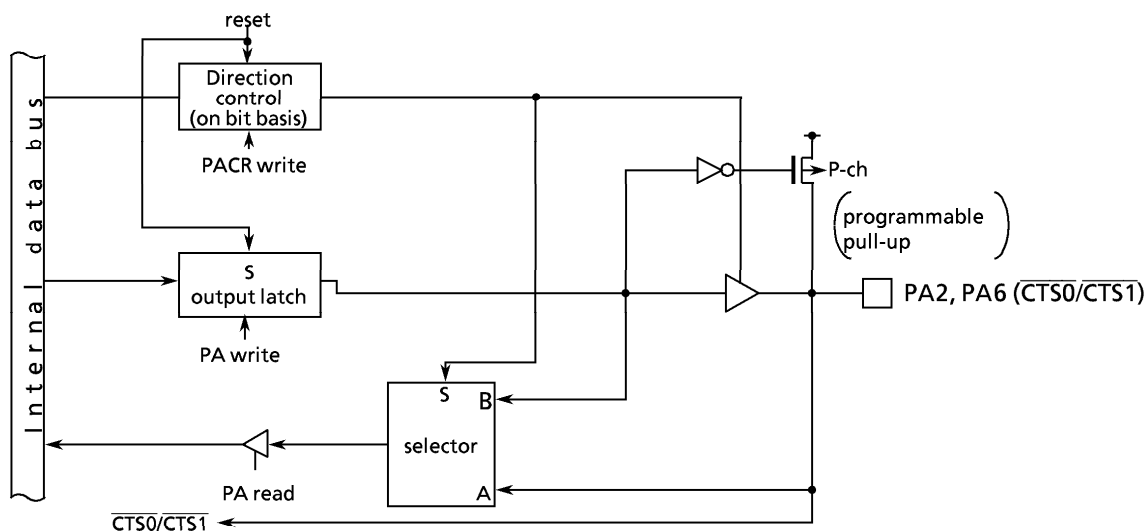 reset
Internal data bus
Direction
control
(on bit basis)
PACR write
P-ch
(programmable
pull-up)
S
output latch
PA2, PA6 (CTS0/CTS1)
PA write
S
B
selector
A
PA read
CTS0/CTS1